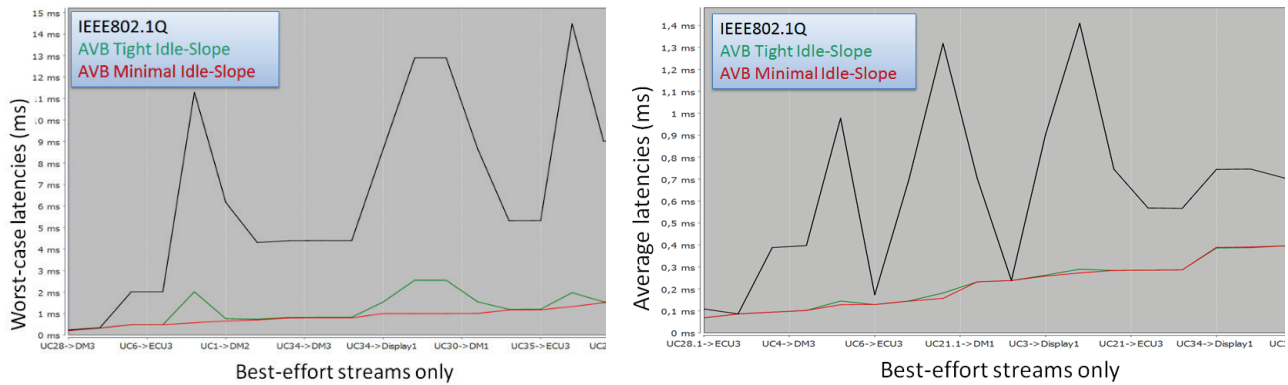 15 ms
14 ms
13 ms
12 ms
11 ms
10 ms
9 ms
8 ms
7 ms
6 ms
5 ms
4 ms
3 ms
2 ms
1 ms
0 ms
Worst-case latencies (ms)
IEEE802.1Q
AVB Tight Idle-Slope
AVB Minimal Idle-Slope
UC28->DM3 UC6->ECU3 UC1->DM2 UC34->DM3 UC34->Display1 UC30->DM1 UC35->ECU3 UC2
Best-effort streams only
1,4 ms
1,3 ms
1,2 ms
1,1 ms
1 ms
0,9 ms
0,8 ms
0,7 ms
0,6 ms
0,5 ms
0,4 ms
0,3 ms
0,2 ms
0,1 ms
0 ms
Average latencies (ms)
IEEE802.1Q
AVB Tight Idle-Slope
AVB Minimal Idle-Slope
UC28.1->ECU3 UC4->DM3 UC6->ECU3 UC21.1->DM1 UC3->Display1 UC21->ECU3 UC34->Display1 UC3
Best-effort streams only